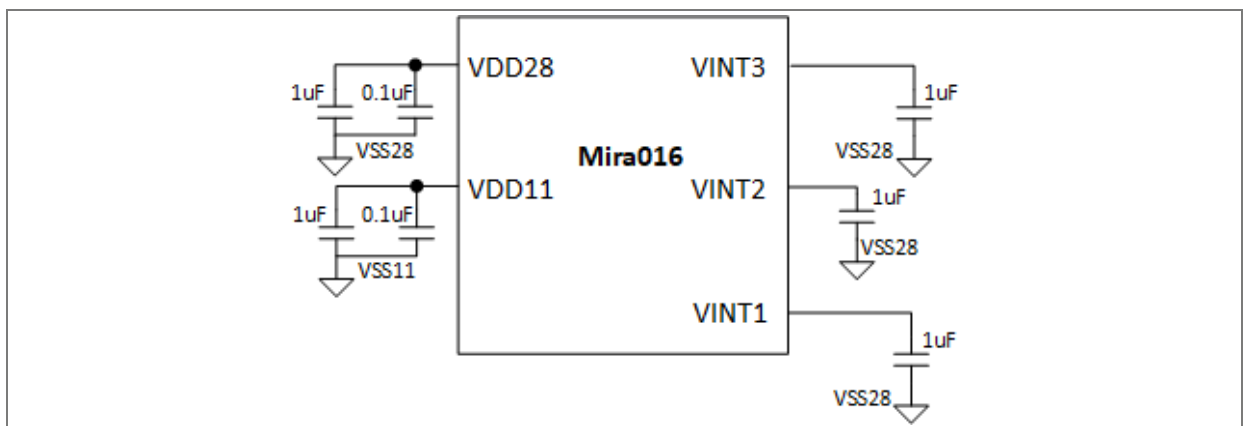 VDD28 VINT3
1uF 0.1uF 1uF
VSS28 VSS28
Mira016
VDD11 VINT2
1uF 0.1uF 1uF
VSS11 VSS28
VINT1
1uF
VSS28